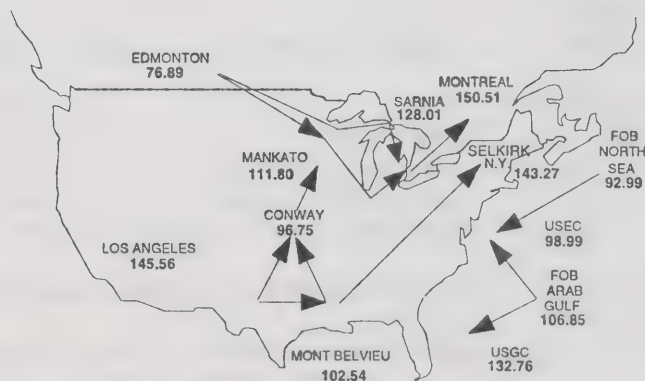 EDMONTON
76.89
MONTREAL
150.51
SARNIA
128.01
FOB
NORTH
SEA
92.99
MANKATO
111.80
SELKIRK
N.Y.
143.27
CONWAY
96.75
LOS ANGELES
145.56
USEC
98.99
FOB
ARAB
GULF
106.85
MONT BELVIEU
102.54
USGC
132.76